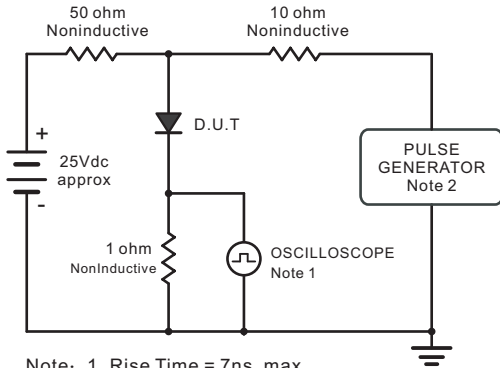 50 ohm
Noninductive
10 ohm
Noninductive
+
25Vdc
approx
-
D.U.T
PULSE
GENERATOR
Note 2
1 ohm
NonInductive
OSCILLOSCOPE
Note 1
Note: 1. Rise Time = 7ns max.